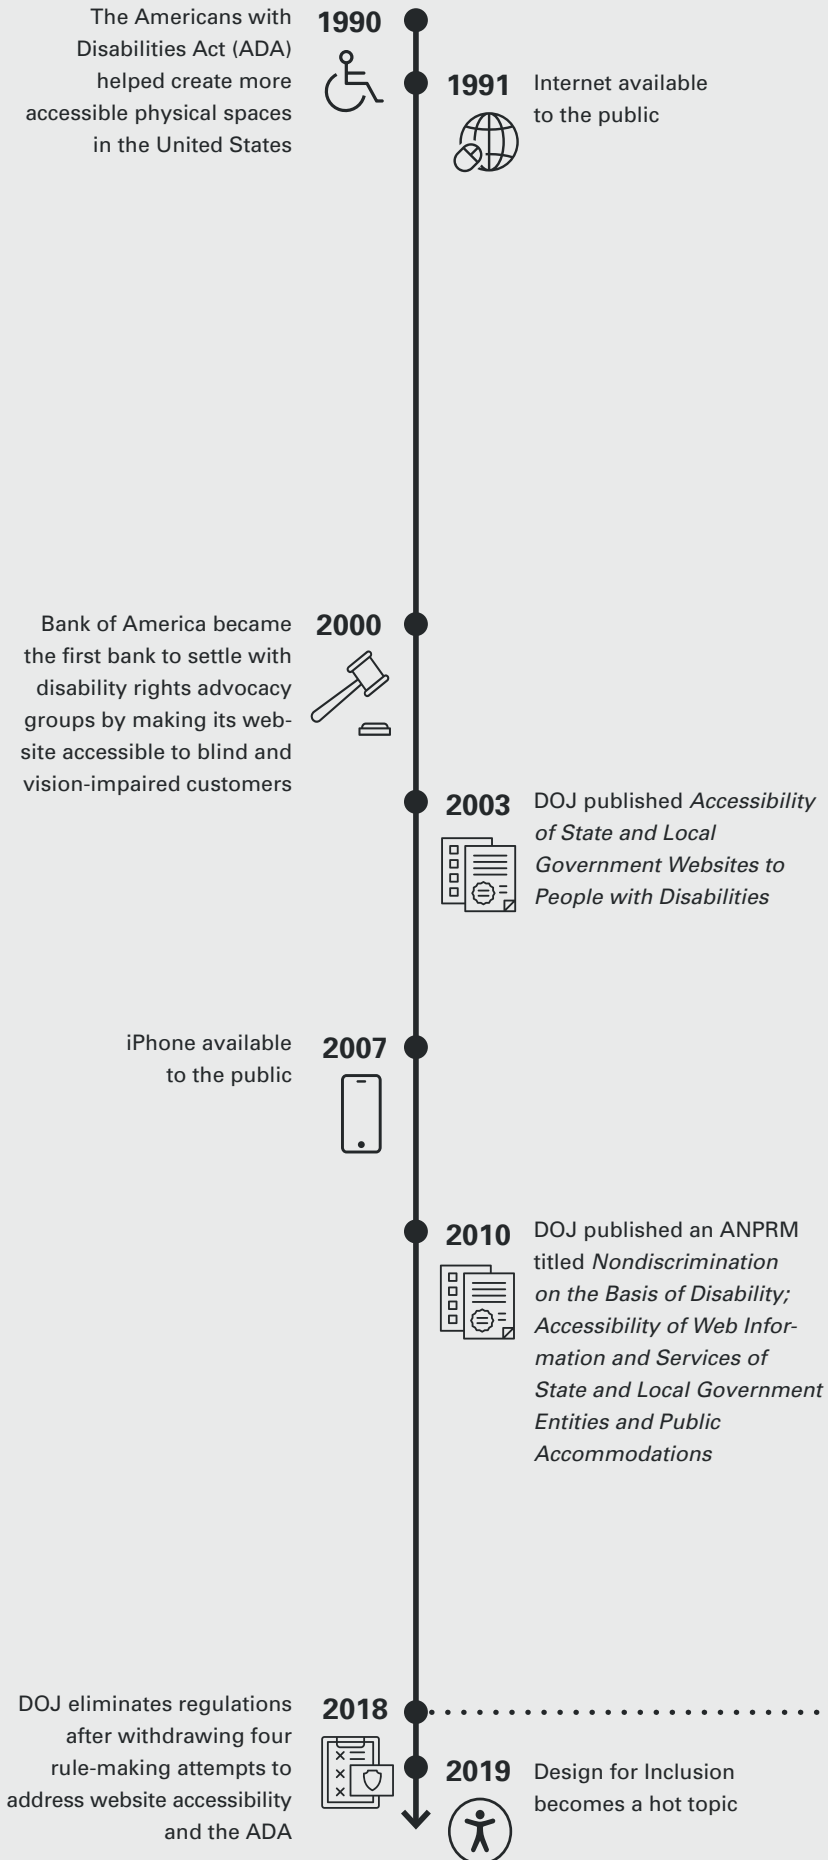 1990
The Americans with
Disabilities Act (ADA)
helped create more
accessible physical spaces
in the United States
1991
Internet available
to the public
2000
Bank of America became
the first bank to settle with
disability rights advocacy
groups by making its web-
site accessible to blind and
vision-impaired customers
2003
DOJ published Accessibility
of State and Local
Government Websites to
People with Disabilities
2007
iPhone available
to the public
2010
DOJ published an ANPRM
titled Nondiscrimination
on the Basis of Disability;
Accessibility of Web Infor-
mation and Services of
State and Local Government
Entities and Public
Accommodations
2018
DOJ eliminates regulations
after withdrawing four
rule-making attempts to
address website accessibility
and the ADA
2019
Design for Inclusion
becomes a hot topic